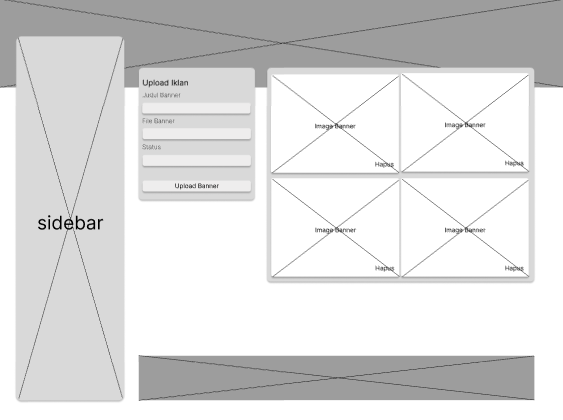 Upload Iklan
Judul Banner
File Banner
Status
Upload Banner
sidebar
Image Banner
Hapus
Image Banner
Hapus
Image Banner
Hapus
Image Banner
Hapus